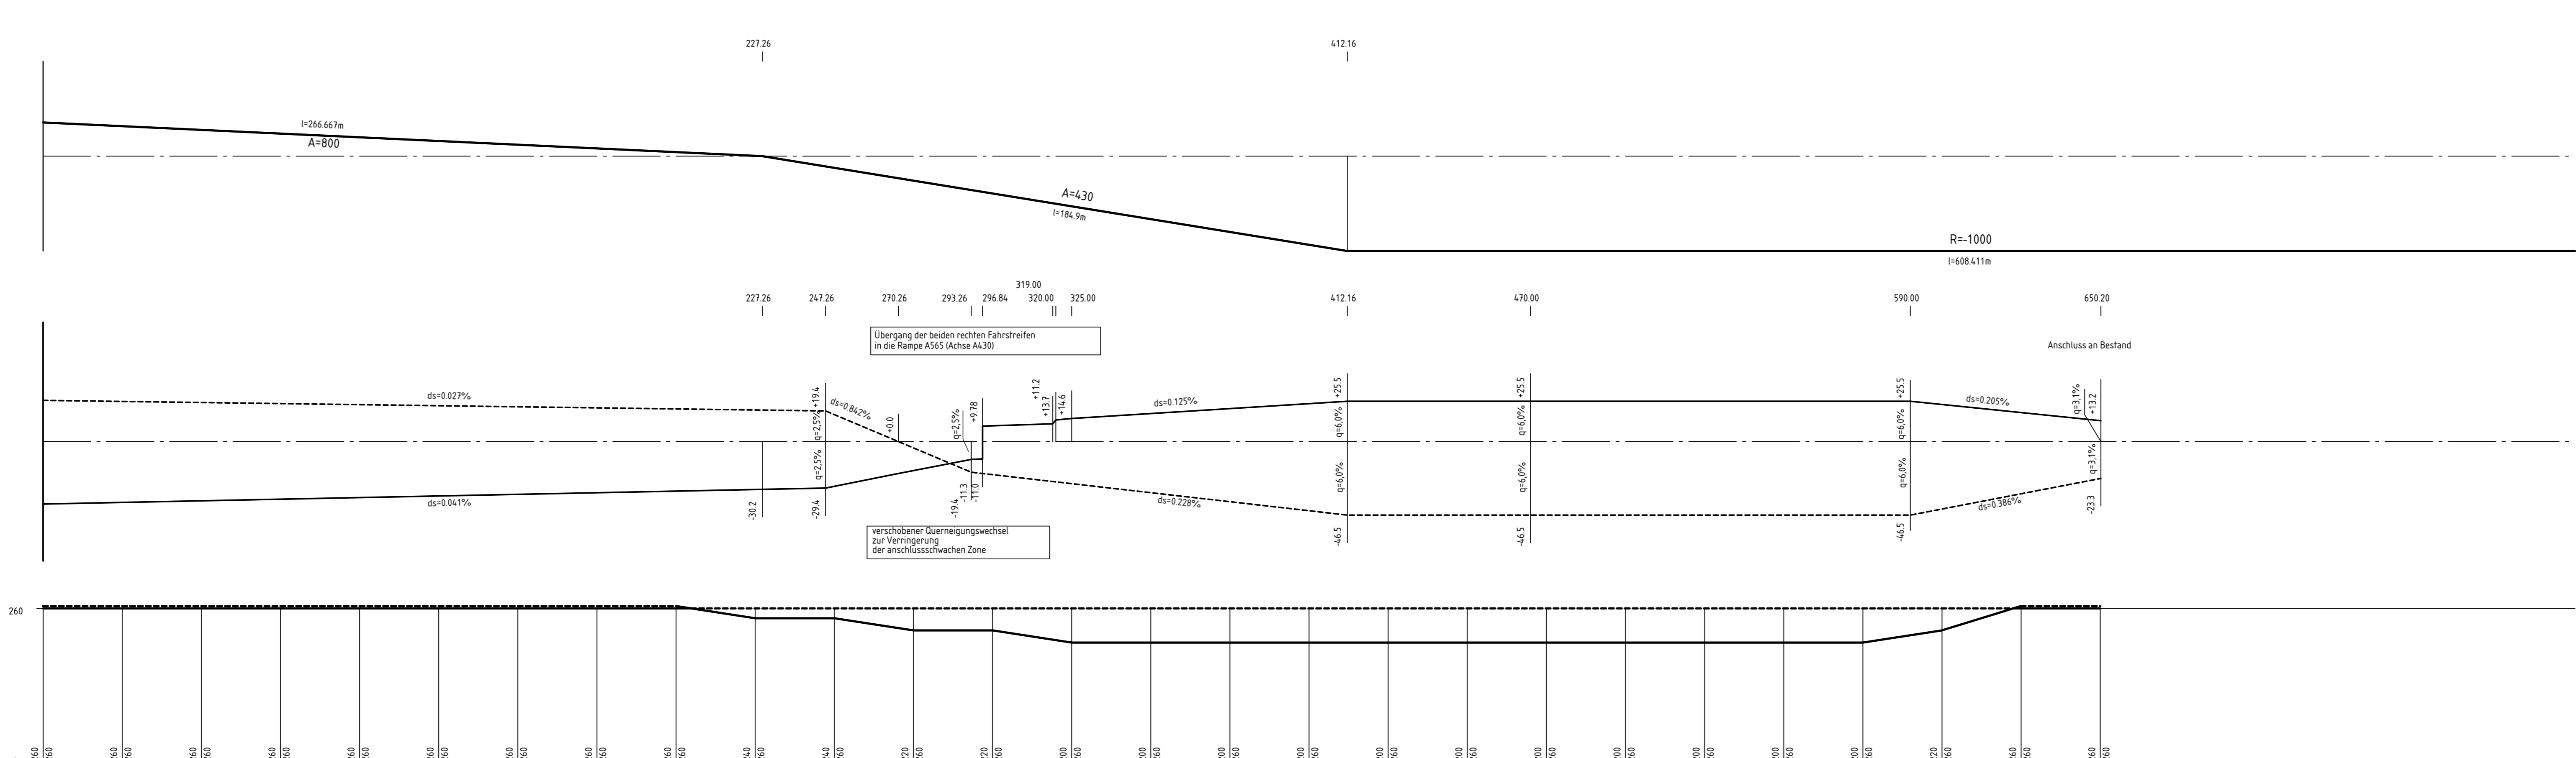 227.26
412.16
l=266.667m
A=800
A=430
l=184.9m
R=-1000
l=608.411m
227.26
247.26
270.26
293.26
296.84
319.00
320.00
325.00
412.16
470.00
590.00
650.20
Übergang der beiden rechten Fahrstreifen
in die Rampe A565 (Achse A430)
Anschluss an Bestand
ds=0.027%
ds=0.041%
-30.2
+19.4
q=2,5%
q=2,5%
-29.4
ds=0.842%
+0.0
q=2,5%
-19.4
-11.3
+9.78
-11.0
+11.2
+13.7
+14.6
ds=0.125%
ds=0.228%
+25.5
q=6,0%
q=6,0%
-46.5
+25.5
q=6,0%
q=6,0%
-46.5
+25.5
q=6,0%
q=6,0%
-46.5
ds=0.205%
ds=0.386%
q=3,1%
+13.2
q=3,1%
-23.3
verschobener Querneigungswechsel
zur Verringerung
der anschlussschwachen Zone
260